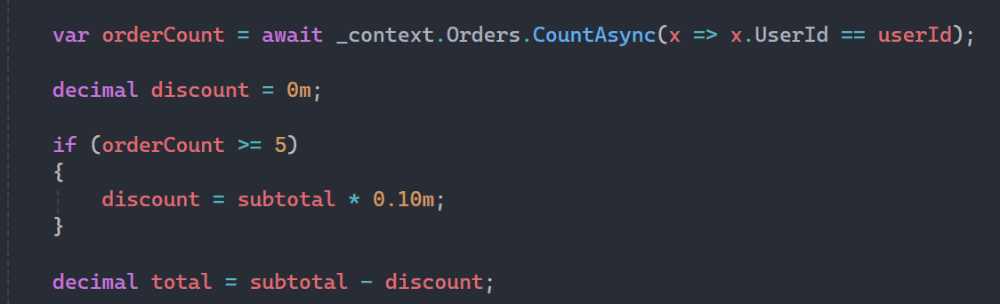 var orderCount = await _context.Orders.CountAsync(x => x.UserId == userId);
decimal discount = 0m;
if (orderCount >= 5)
{
discount = subtotal * 0.10m;
}
decimal total = subtotal - discount;